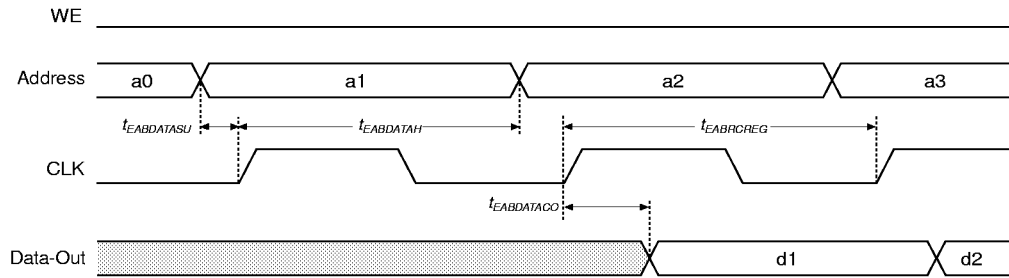 WE
Address a0 a1 a2 a3
tEABDATASU tEABDATAH tEABRCREG
CLK
tEABDATACO
Data-Out d1 d2